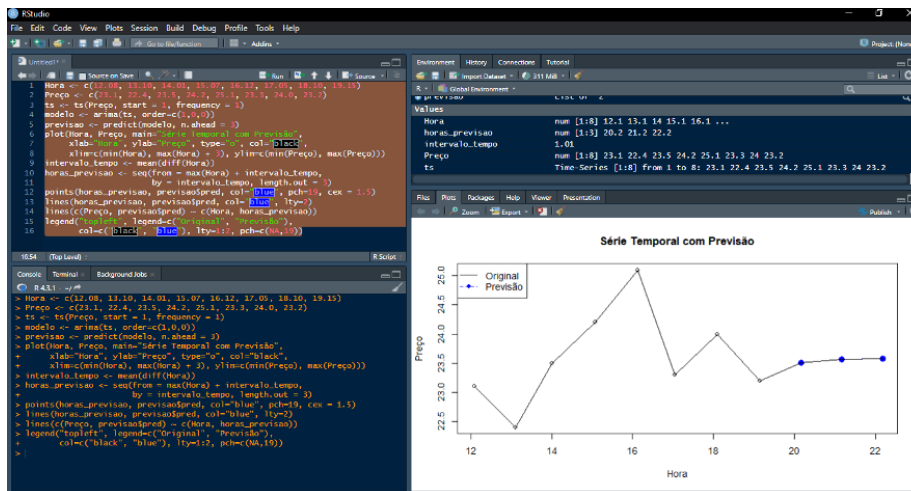 RStudio
File Edit Code View Plots Session Build Debug Profile Tools Help
Go to file/function
Addins
Project: (None
Untitled1*
Source on Save
Run
Source
1 Hora <- c(12.08, 13.10, 14.01, 15.07, 16.12, 17.05, 18.10, 19.15)
2 Preço <- c(23.1, 22.4, 23.5, 24.2, 25.1, 23.3, 24.0, 23.2)
3 ts <- ts(Preço, start = 1, frequency = 1)
4 modelo <- arima(ts, order=c(1,0,0))
5 previsao <- predict(modelo, n.ahead = 3)
6 plot(Hora, Preço, main="Série Temporal com Previsão",
7 xlab="Hora", ylab="Preço", type="o", col="black",
8 xlim=c(min(Hora), max(Hora) + 3), ylim=c(min(Preço), max(Preço)))
9 intervalo_tempo <- mean(diff(Hora))
10 horas_previsao <- seq(from = max(Hora) + intervalo_tempo,
11 by = intervalo_tempo, length.out = 3)
12 points(horas_previsao, previsao$pred, col="blue", pch=19, cex = 1.5)
13 lines(horas_previsao, previsao$pred, col="blue", lty=2)
14 lines(c(Preço, previsao$pred) ~ c(Hora, horas_previsao))
15 legend("topleft", legend=c("Original", "Previsão"),
16 col=c("black", "blue"), lty=1:2, pch=c(NA,19))
16:54 (Top Level)
R Script
Console Terminal Background Jobs
R 4.3.1 · ~/
> Hora <- c(12.08, 13.10, 14.01, 15.07, 16.12, 17.05, 18.10, 19.15)
> Preço <- c(23.1, 22.4, 23.5, 24.2, 25.1, 23.3, 24.0, 23.2)
> ts <- ts(Preço, start = 1, frequency = 1)
> modelo <- arima(ts, order=c(1,0,0))
> previsao <- predict(modelo, n.ahead = 3)
> plot(Hora, Preço, main="Série Temporal com Previsão",
+ xlab="Hora", ylab="Preço", type="o", col="black",
+ xlim=c(min(Hora), max(Hora) + 3), ylim=c(min(Preço), max(Preço)))
> intervalo_tempo <- mean(diff(Hora))
> horas_previsao <- seq(from = max(Hora) + intervalo_tempo,
+ by = intervalo_tempo, length.out = 3)
> points(horas_previsao, previsao$pred, col="blue", pch=19, cex = 1.5)
> lines(horas_previsao, previsao$pred, col="blue", lty=2)
> lines(c(Preço, previsao$pred) ~ c(Hora, horas_previsao))
> legend("topleft", legend=c("Original", "Previsão"),
+ col=c("black", "blue"), lty=1:2, pch=c(NA,19))
>
Environment History Connections Tutorial
Import Dataset
311 MiB
List
R Global Environment
previsao List of 2
Values
Hora num [1:8] 12.1 13.1 14 15.1 16.1 ...
horas_previsao num [1:3] 20.2 21.2 22.2
intervalo_tempo 1.01
Preço num [1:8] 23.1 22.4 23.5 24.2 25.1 23.3 24 23.2
ts Time-Series [1:8] from 1 to 8: 23.1 22.4 23.5 24.2 25.1 23.3 24 23.2
Files Plots Packages Help Viewer Presentation
Zoom Export
Publish
Série Temporal com Previsão
Original
Previsão
Preço
25.0
24.5
24.0
23.5
23.0
22.5
12 14 16 18 20 22
Hora